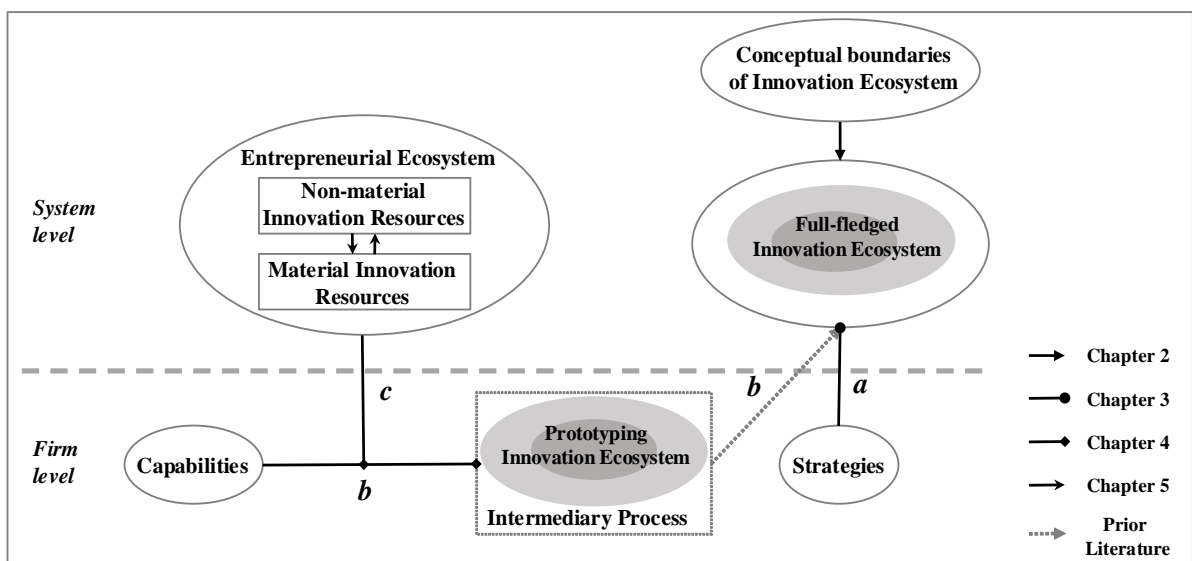 Conceptual boundaries
of Innovation Ecosystem
Entrepreneurial Ecosystem
Non-material
Innovation Resources
Material Innovation
Resources
System
level
Full-fledged
Innovation Ecosystem
c
b
a
Firm
level
Capabilities
b
Prototyping
Innovation Ecosystem
Intermediary Process
Strategies
Chapter 2
Chapter 3
Chapter 4
Chapter 5
Prior
Literature